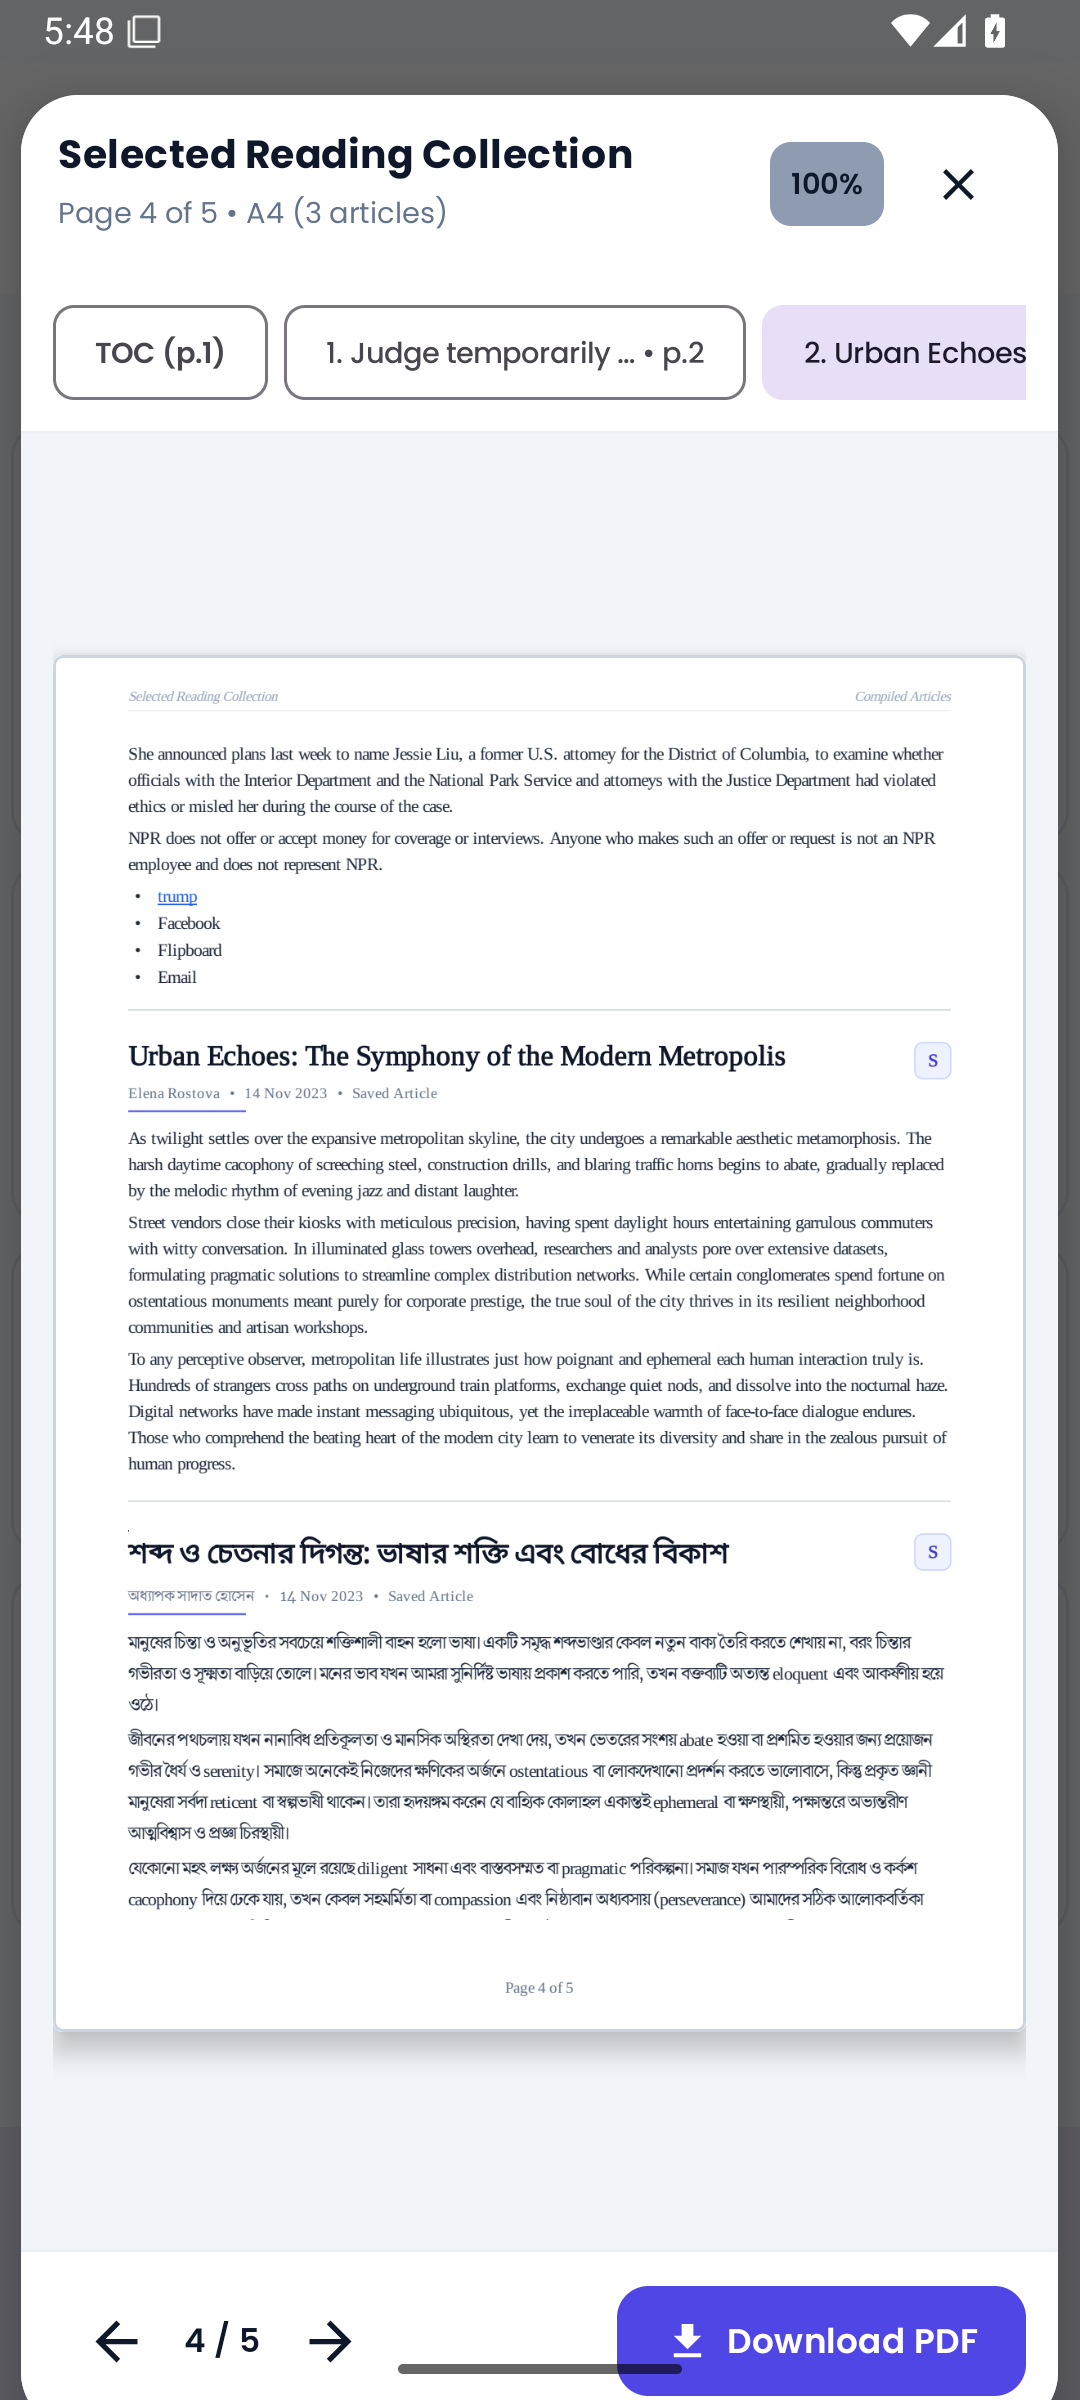 5:48
Selected Reading Collection
100%
Page 4 of 5 • A4 (3 articles)
TOC (p.1)
1. Judge temporarily ... • p.2
2. Urban Echoes
Selected Reading Collection
Compiled Articles
She announced plans last week to name Jessie Liu, a former U.S. attorney for the District of Columbia, to examine whether
officials with the Interior Department and the National Park Service and attorneys with the Justice Department had violated
ethics or misled her during the course of the case.
NPR does not offer or accept money for coverage or interviews. Anyone who makes such an offer or request is not an NPR
employee and does not represent NPR.
• trump
• Facebook
• Flipboard
• Email
Urban Echoes: The Symphony of the Modern Metropolis
S
Elena Rostova • 14 Nov 2023 • Saved Article
As twilight settles over the expansive metropolitan skyline, the city undergoes a remarkable aesthetic metamorphosis. The
harsh daytime cacophony of screeching steel, construction drills, and blaring traffic horns begins to abate, gradually replaced
by the melodic rhythm of evening jazz and distant laughter.
Street vendors close their kiosks with meticulous precision, having spent daylight hours entertaining garrulous commuters
with witty conversation. In illuminated glass towers overhead, researchers and analysts pore over extensive datasets,
formulating pragmatic solutions to streamline complex distribution networks. While certain conglomerates spend fortune on
ostentatious monuments meant purely for corporate prestige, the true soul of the city thrives in its resilient neighborhood
communities and artisan workshops.
To any perceptive observer, metropolitan life illustrates just how poignant and ephemeral each human interaction truly is.
Hundreds of strangers cross paths on underground train platforms, exchange quiet nods, and dissolve into the nocturnal haze.
Digital networks have made instant messaging ubiquitous, yet the irreplaceable warmth of face-to-face dialogue endures.
Those who comprehend the beating heart of the modern city learn to venerate its diversity and share in the zealous pursuit of
human progress.
শব্দ ও চেতনার দিগন্ত: ভাষার শক্তি এবং বোধের বিকাশ
S
অধ্যাপক সাদাত হোসেন • 14 Nov 2023 • Saved Article
মানুষের চিন্তা ও অনুভূতির সবচেয়ে শক্তিশালী বাহন হলো ভাষা। একটি সমৃদ্ধ শব্দভাণ্ডার কেবল নতুন বাক্য তৈরি করতে শেখায় না, বরং চিন্তার
গভীরতা ও সূক্ষ্মতা বাড়িয়ে তোলে। মনের ভাব যখন আমরা সুনির্দিষ্ট ভাষায় প্রকাশ করতে পারি, তখন বক্তব্যটি অত্যন্ত eloquent এবং আকর্ষণীয় হয়ে
ওঠে।
জীবনের পথচলায় যখন নানাবিধ প্রতিকূলতা ও মানসিক অস্থিরতা দেখা দেয়, তখন ভেতরের সংশয় abate হওয়া বা প্রশমিত হওয়ার জন্য প্রয়োজন
গভীর ধৈর্য ও serenity। সমাজে অনেকেই নিজেদের ক্ষণিকের অর্জনে ostentatious বা লোকদেখানো প্রদর্শন করতে ভালোবাসে, কিন্তু প্রকৃত জ্ঞানী
মানুষেরা সর্বদা reticent বা স্বল্পভাষী থাকেন। তারা হৃদয়ঙ্গম করেন যে বাহ্যিক কোলাহল একান্তই ephemeral বা ক্ষণস্থায়ী, পক্ষান্তরে অভ্যন্তরীণ
আত্মবিশ্বাস ও প্রজ্ঞা চিরস্থায়ী।
যেকোনো মহৎ লক্ষ্য অর্জনের মূলে রয়েছে diligent সাধনা এবং বাস্তবসম্মত বা pragmatic পরিকল্পনা। সমাজ যখন পারস্পরিক বিরোধ ও কর্কশ
cacophony দিয়ে ঢেকে যায়, তখন কেবল সহমর্মিতা বা compassion এবং নিষ্ঠাবান অধ্যবসায় (perseverance) আমাদের সঠিক আলোকবর্তিকা
Page 4 of 5
4 / 5
Download PDF